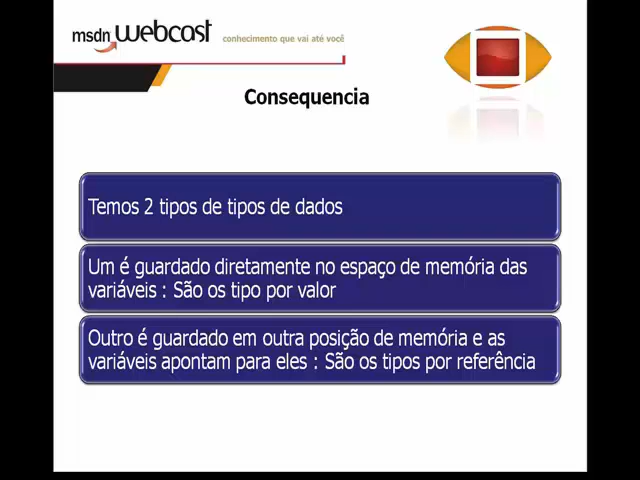 msdn webcast
conhecimento que vai até você
Consequencia
Temos 2 tipos de tipos de dados
Um é guardado diretamente no espaço de memória das
variáveis : São os tipo por valor
Outro é guardado em outra posição de memória e as
variáveis apontam para eles : São os tipos por referência